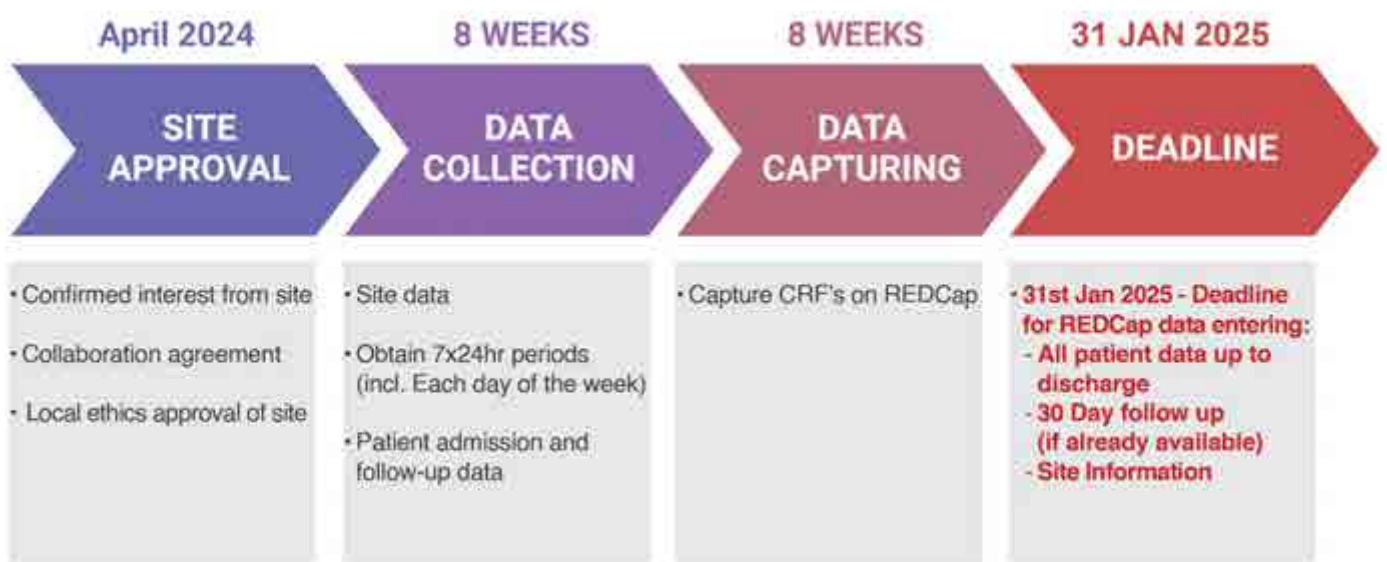 April 2024
8 WEEKS
8 WEEKS
31 JAN 2025
SITE
APPROVAL
DATA
COLLECTION
DATA
CAPTURING
DEADLINE
• Confirmed interest from site
• Collaboration agreement
• Local ethics approval of site
• Site data
• Obtain 7x24hr periods
(incl. Each day of the week)
• Patient admission and
follow-up data
• Capture CRF's on REDCap
• 31st Jan 2025 - Deadline
for REDCap data entering:
- All patient data up to
discharge
- 30 Day follow up
(if already available)
- Site Information